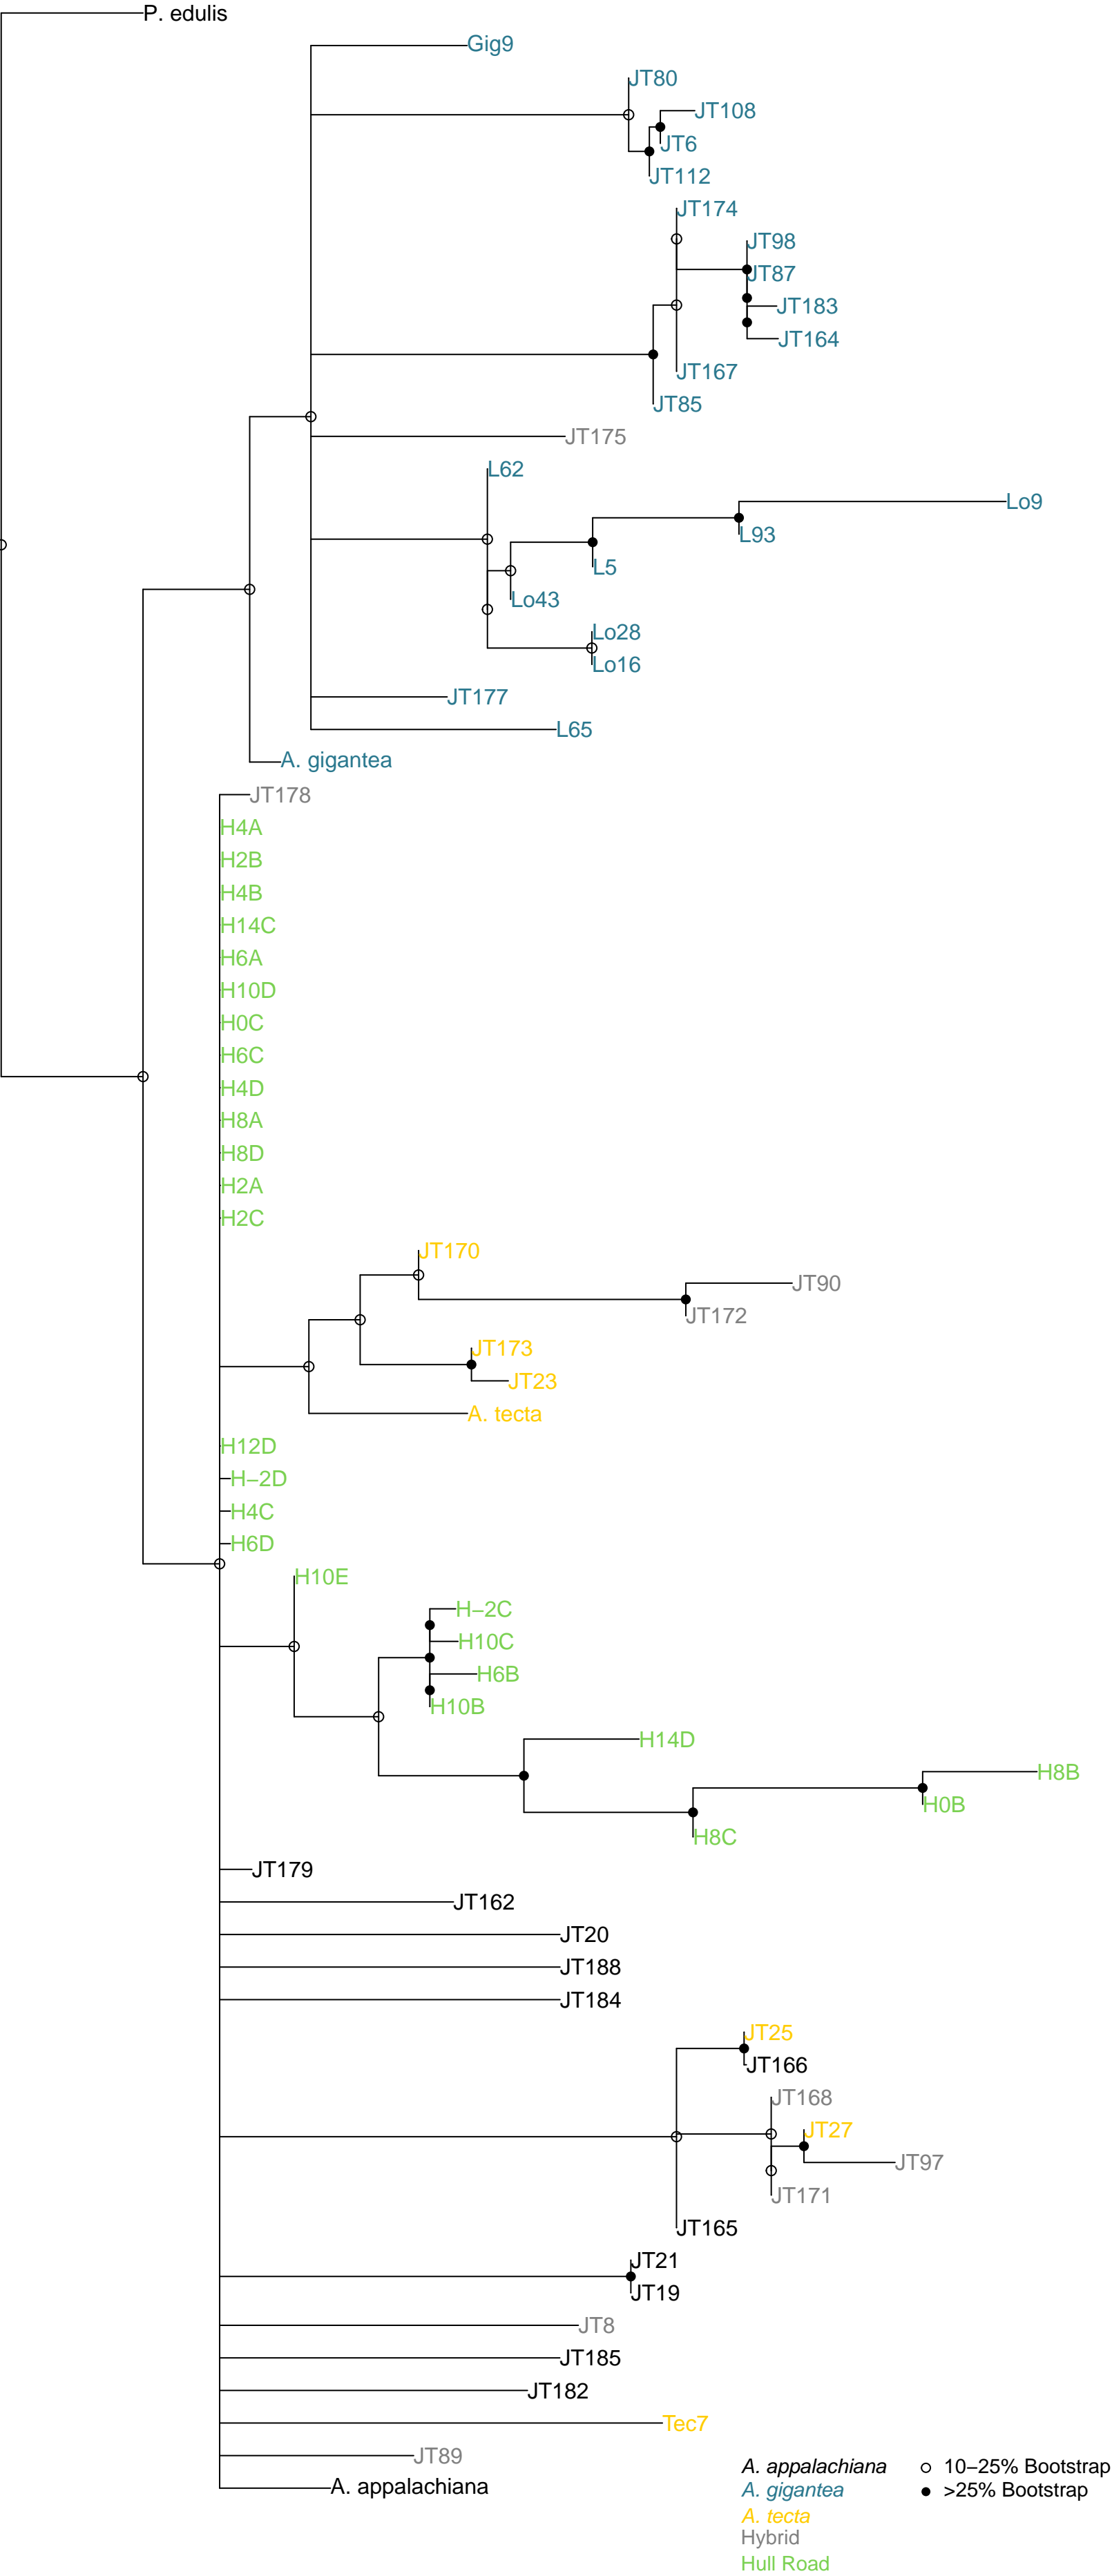 P. edulis
Gig9
JT80
JT108
JT6
JT112
JT174
JT98
JT87
JT183
JT164
JT167
JT85
JT175
L62
Lo9
L93
L5
Lo43
Lo28
Lo16
JT177
L65
A. gigantea
JT178
H4A
H2B
H4B
H14C
H6A
H10D
H0C
H6C
H4D
H8A
H8D
H2A
H2C
JT170
JT90
JT172
JT173
JT23
A. tecta
H12D
H−2D
H4C
H6D
H10E
H−2C
H10C
H6B
H10B
H14D
H8B
H0B
H8C
JT179
JT162
JT20
JT188
JT184
JT25
JT166
JT168
JT27
JT97
JT171
JT165
JT21
JT19
JT8
JT185
JT182
Tec7
JT89
A. appalachiana
A. appalachiana 10−25% Bootstrap
A. gigantea >25% Bootstrap
A. tecta
Hybrid
Hull Road